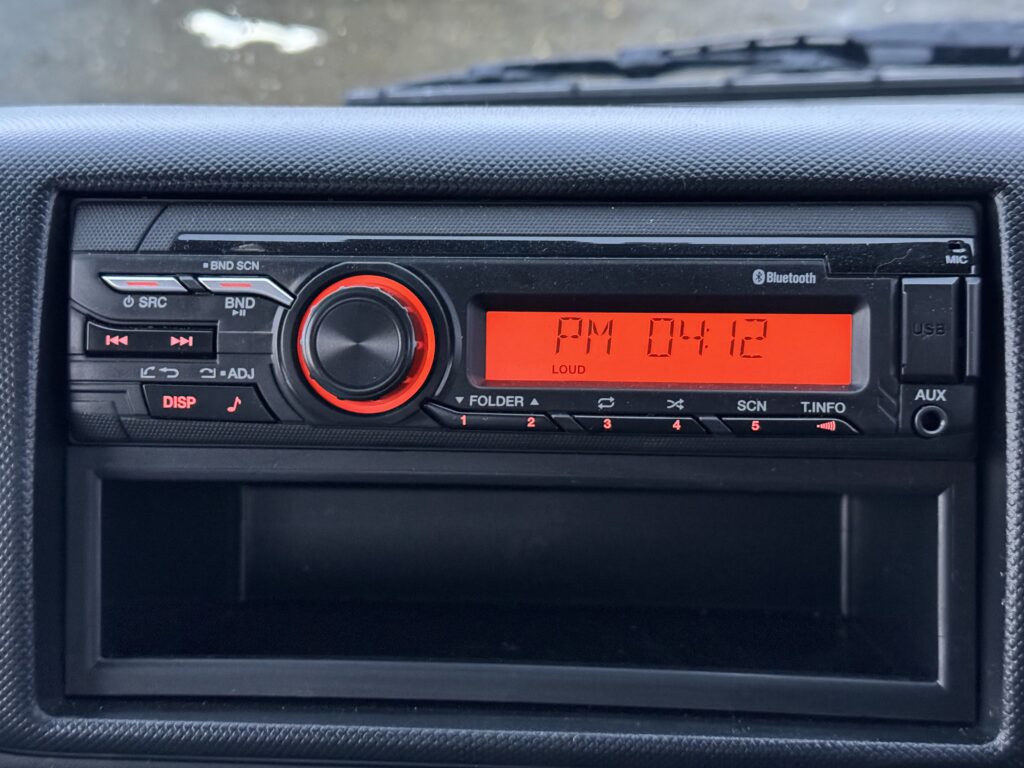 MIC
Bluetooth
BND SCN
SRC
BND
USB
PM 04:12
LOUD
ADJ
DISP
AUX
FOLDER
SCN
T.INFO
1
2
3
4
5